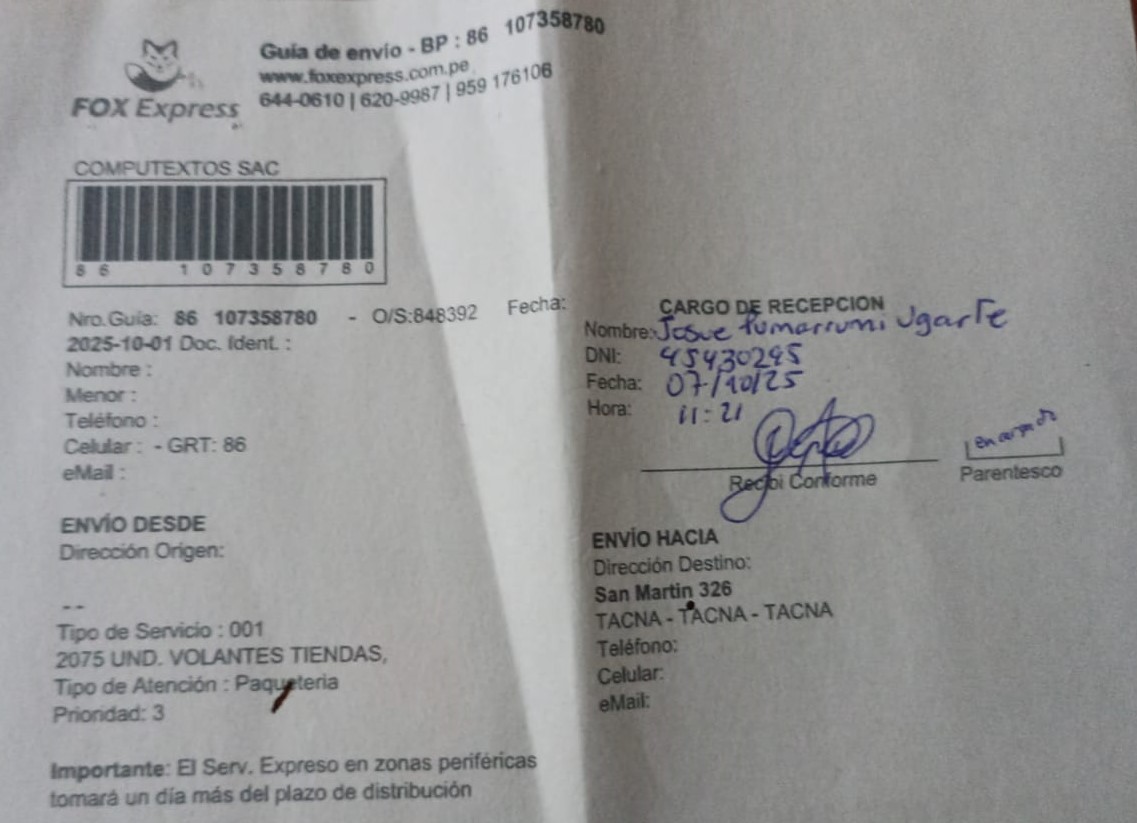 Guía de envío - BP : 86 107358780
www.foxexpress.com.pe
644-0610 | 620-9987 | 959 176106
FOX Express
COMPUTEXTOS SAC
86 107358780
Nro.Guía: 86 107358780 - O/S:848392 Fecha:
2025-10-01 Doc. Ident. :
Nombre :
Menor :
Teléfono :
Celular : - GRT: 86
eMail :
CARGO DE RECEPCION
Nombre: Josue Pumarrumi Ugarte
DNI: 45430295
Fecha: 07/10/25
Hora: 11:21
encargado
Recibi Conforme Parentesco
ENVÍO DESDE
Dirección Origen:
--
Tipo de Servicio : 001
2075 UND. VOLANTES TIENDAS,
Tipo de Atención : Paqueteria
Prioridad: 3
ENVÍO HACIA
Dirección Destino:
San Martin 326
TACNA - TACNA - TACNA
Teléfono:
Celular:
eMail:
Importante: El Serv. Expreso en zonas periféricas
tomará un día más del plazo de distribución